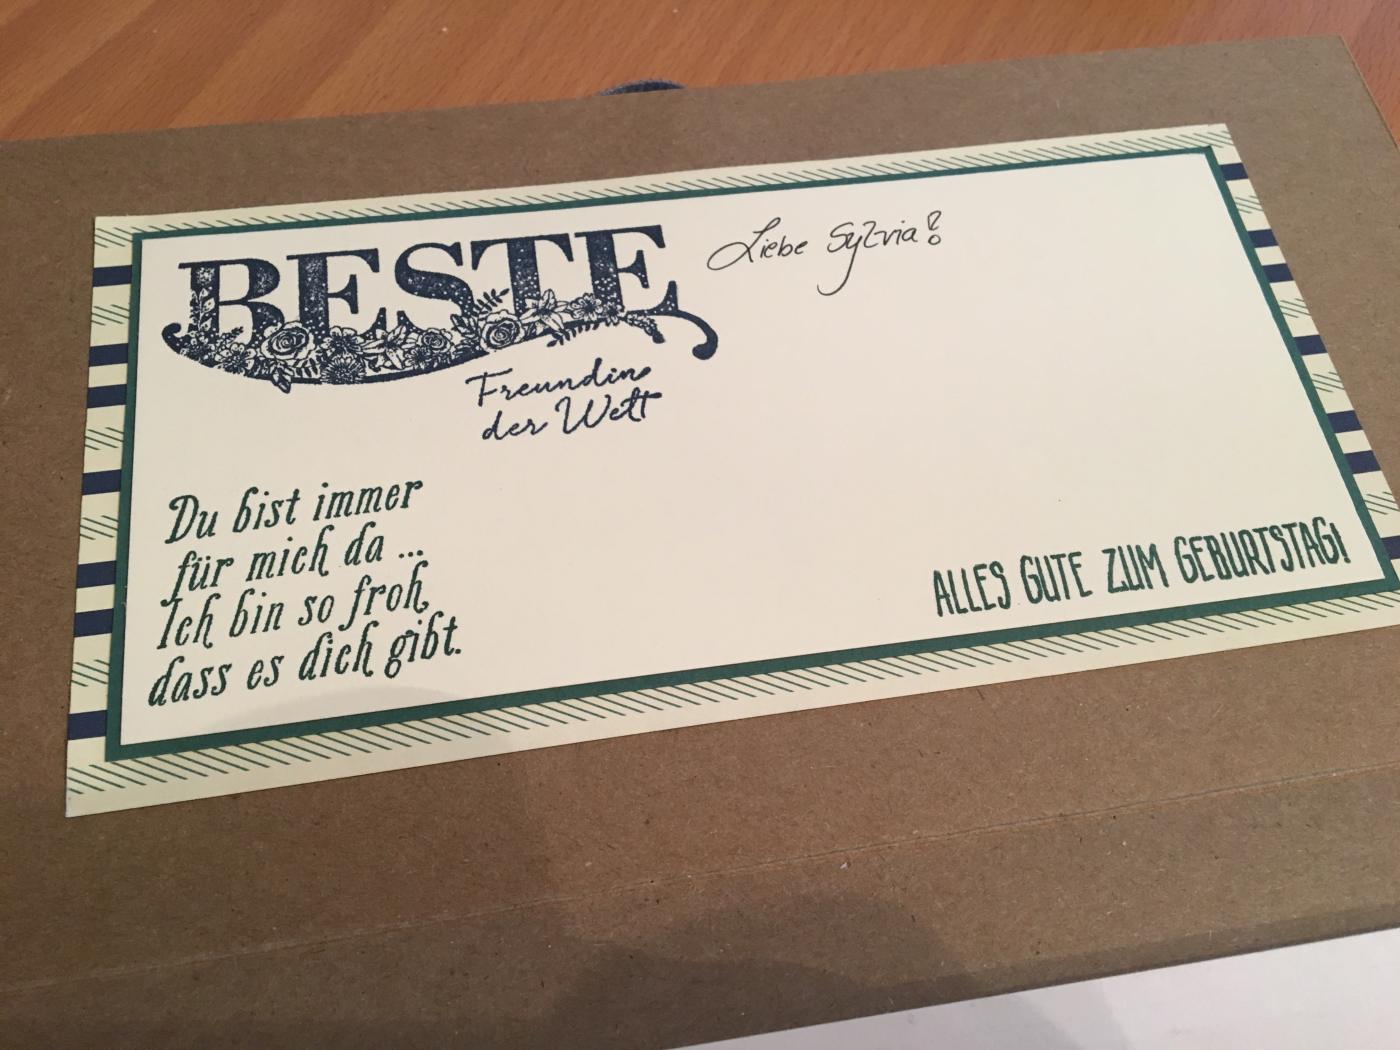 BESTE
Freundin
der Welt
Liebe Sylvia!
Du bist immer
für mich da ...
Ich bin so froh,
dass es dich gibt.
ALLES GUTE ZUM GEBURTSTAG!